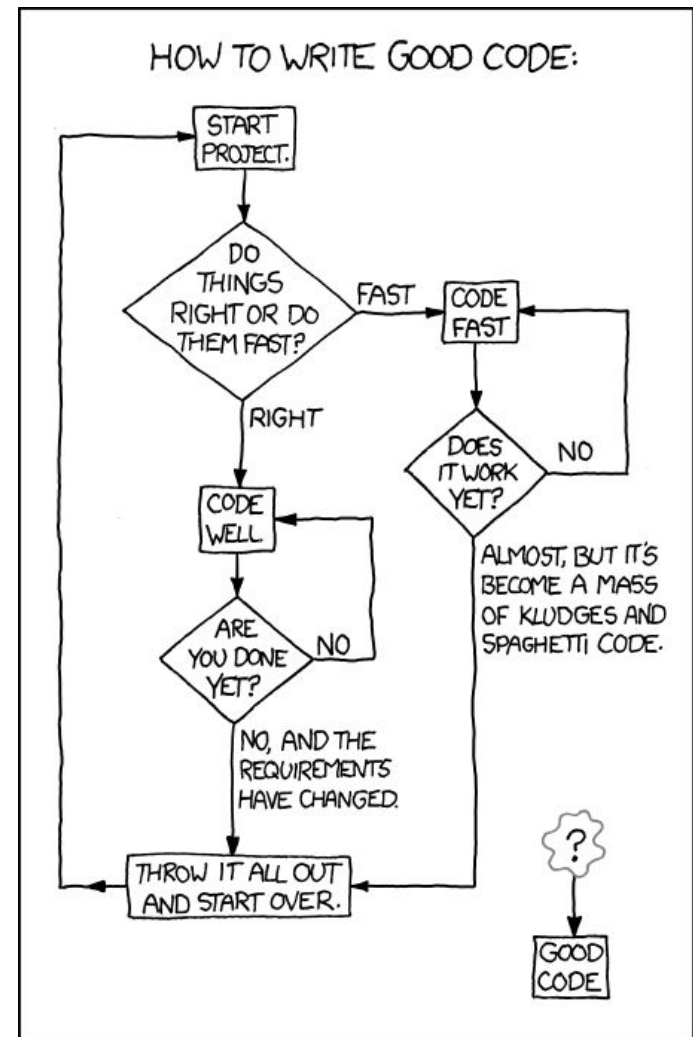 HOW TO WRITE GOOD CODE:
START
PROJECT.
DO
THINGS
RIGHT OR DO
THEM FAST?
FAST
CODE
FAST
RIGHT
DOES
IT WORK
YET?
NO
CODE
WELL.
ALMOST, BUT IT'S
BECOME A MASS
OF KLUDGES AND
SPAGHETTI CODE.
ARE
YOU DONE
YET?
NO
NO, AND THE
REQUIREMENTS
HAVE CHANGED.
THROW IT ALL OUT
AND START OVER.
?
GOOD
CODE